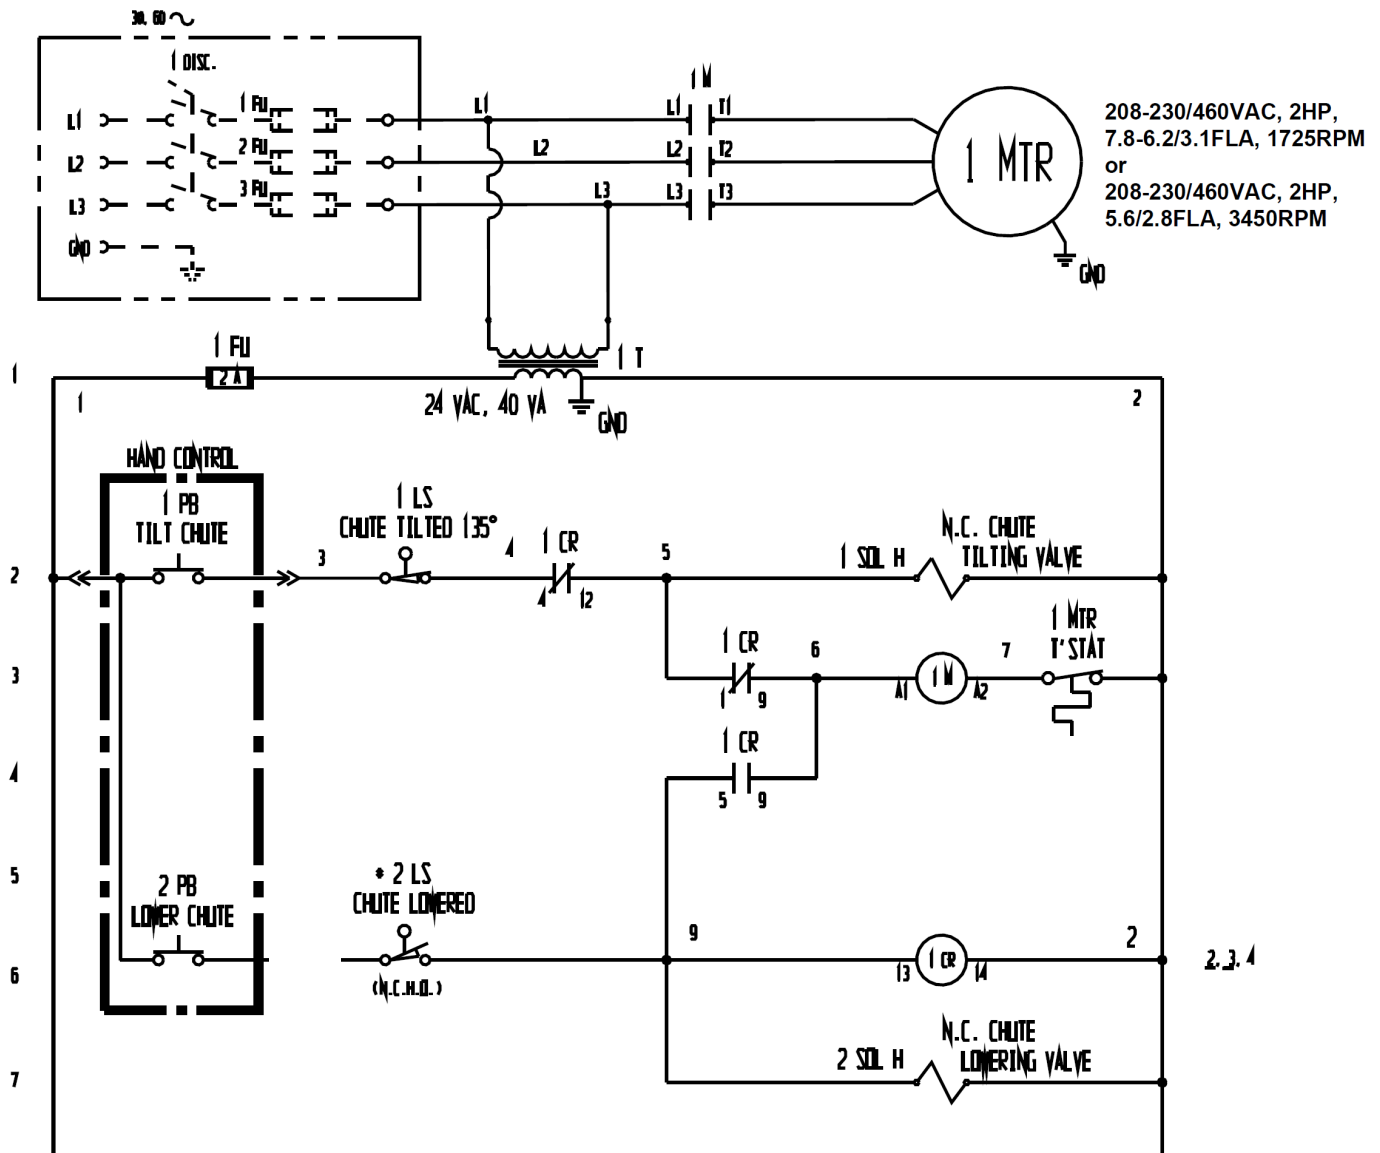 3Ø, 60 ~
1 DISC.
1 FU
L1
2 FU
L2
3 FU
L3
GND
L1
L2
L3
1 M
L1 T1
L2 T2
L3 T3
1 MTR
GND
208-230/460VAC, 2HP,
7.8-6.2/3.1FLA, 1725RPM
or
208-230/460VAC, 2HP,
5.6/2.8FLA, 3450RPM
1
1 FU
2 A
1
1 T
24 VAC, 40 VA
GND
2
HAND CONTROL
1 PB
TILT CHUTE
2
3
1 LS
CHUTE TILTED 135°
4
1 CR
4 12
5
1 SOL H
N.C. CHUTE
TILTING VALVE
3
1 CR
1 9
6
A1 1 M A2
7
1 MTR
T'STAT
4
1 CR
5 9
5
2 PB
LOWER CHUTE
6
* 2 LS
CHUTE LOWERED
(N.C.H.O.)
9
13 1 CR 14
2
2, 3, 4
7
2 SOL H
N.C. CHUTE
LOWERING VALVE